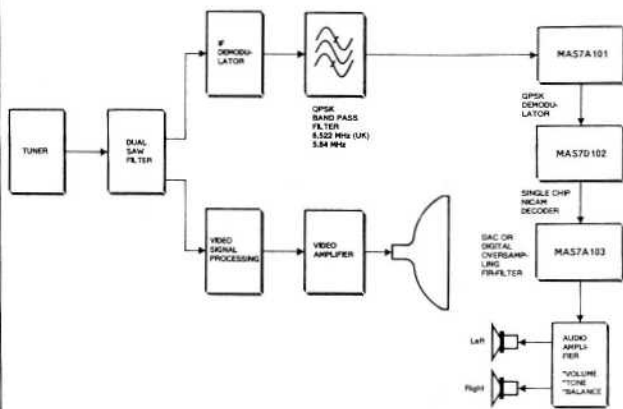 TUNER
DUAL
SAW
FILTER
IF
DEMODU-
LATOR
QPSK
BAND PASS
FILTER
6.522 MHz (UK)
5.84 MHz
MAS7A101
QPSK
DEMODU-
LATOR
MAS7D102
SINGLE CHIP
NICAM
DECODER
VIDEO
SIGNAL
PROCESSING
VIDEO
AMPLIFIER
DAC OR
DIGITAL
OVERSAMP-
LING
FIR-FILTER
MAS7A103
Left
Right
AUDIO
AMPLI-
FIER
*VOLUME
*TONE
*BALANCE